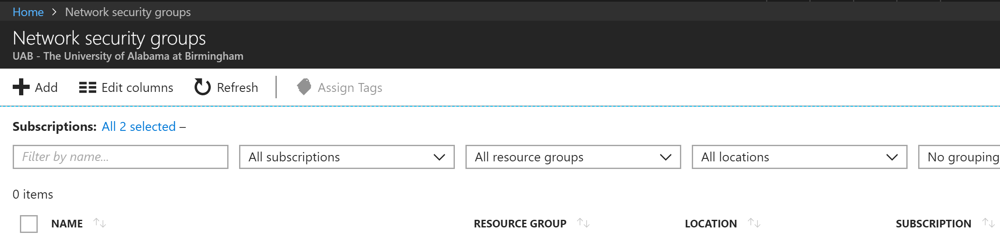 Home > Network security groups
Network security groups
UAB - The University of Alabama at Birmingham
Add Edit columns Refresh Assign Tags
Subscriptions: All 2 selected –
Filter by name... All subscriptions All resource groups All locations No grouping
0 items
NAME RESOURCE GROUP LOCATION SUBSCRIPTION